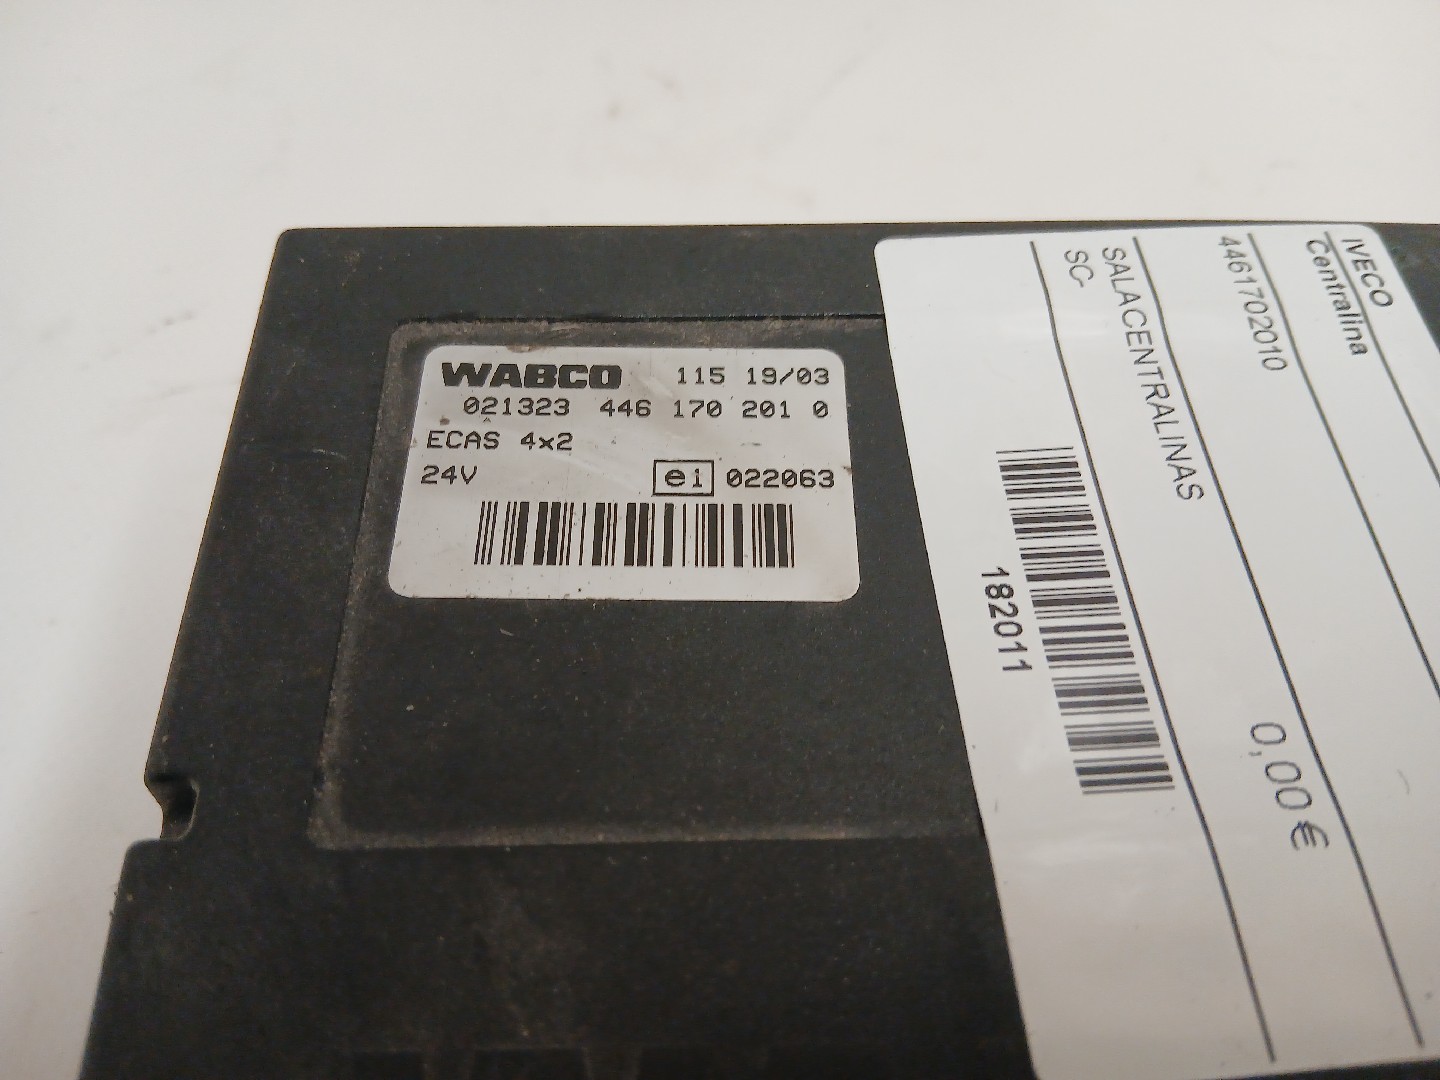 WABCO 115 19/03
021323 446 170 201 0
ECAS 4x2
24V e1 022063
IVECO
Centralina
4461702010
0,00€
SALACENTRALINAS
SC-
182011